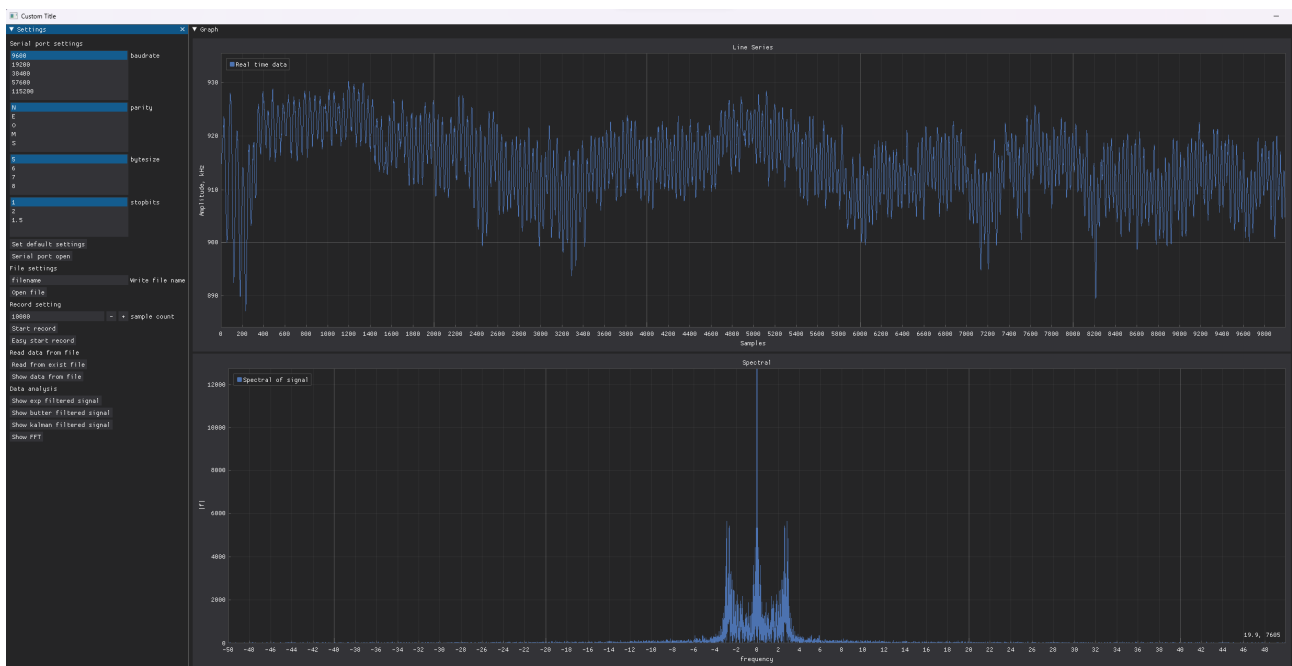 Custom Title
Settings
Serial port settings
9600 baudrate
19200
38400
57600
115200
N parity
E
O
M
S
5 bytesize
6
7
8
1 stopbits
2
1.5
Set default settings
Serial port open
File settings
filename Write file name
Open file
Record setting
10000 - + sample count
Start record
Easy start record
Read data from file
Read from exist file
Show data from file
Data analysis
Show exp filtered signal
Show butter filtered signal
Show kalman filtered signal
Show FFT
Graph
Line Series
Real time data
Amplitude, kHz
930
920
910
900
890
0 200 400 600 800 1000 1200 1400 1600 1800 2000 2200 2400 2600 2800 3000 3200 3400 3600 3800 4000 4200 4400 4600 4800 5000 5200 5400 5600 5800 6000 6200 6400 6600 6800 7000 7200 7400 7600 7800 8000 8200 8400 8600 8800 9000 9200 9400 9600 9800
Samples
Spectral
Spectral of signal
|f|
12000
10000
8000
6000
4000
2000
0
19.9, 7605
-50 -48 -46 -44 -42 -40 -38 -36 -34 -32 -30 -28 -26 -24 -22 -20 -18 -16 -14 -12 -10 -8 -6 -4 -2 0 2 4 6 8 10 12 14 16 18 20 22 24 26 28 30 32 34 36 38 40 42 44 46 48
frequency